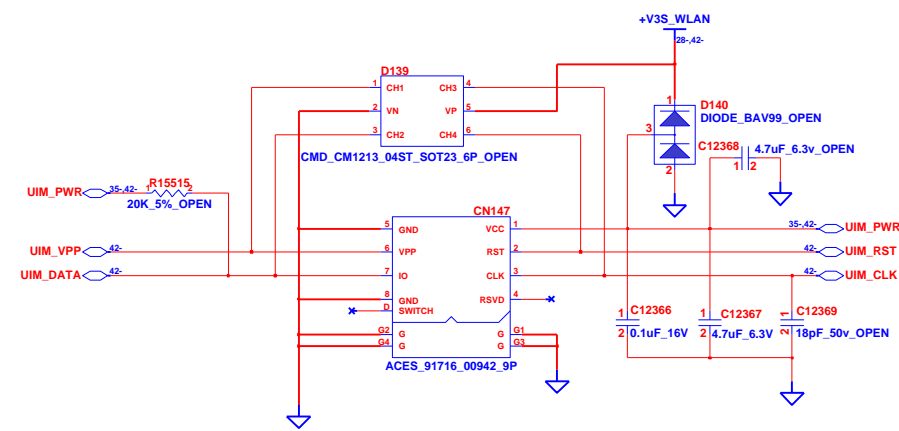 +V3S_WLAN
28-,42-
D139
1 CH1 CH3 4
2 VN VP 5
3 CH2 CH4 6
CMD_CM1213_04ST_SOT23_6P_OPEN
1
3
2
D140
DIODE_BAV99_OPEN
C12368
4.7uF_6.3v_OPEN
1 2
UIM_PWR 35-,42-
1 R15515 2
20K_5%_OPEN
CN147
5 GND VCC 1
35-,42- UIM_PWR
UIM_VPP 42-
6 VPP RST 2
42- UIM_RST
UIM_DATA 42-
7 IO CLK 3
42- UIM_CLK
8 GND RSVD 4
D SWITCH
G2 G G G1
G4 G G G3
ACES_91716_00942_9P
1 C12366
2 0.1uF_16V
1 C12367
2 4.7uF_6.3V
1 C12369
2 18pF_50v_OPEN